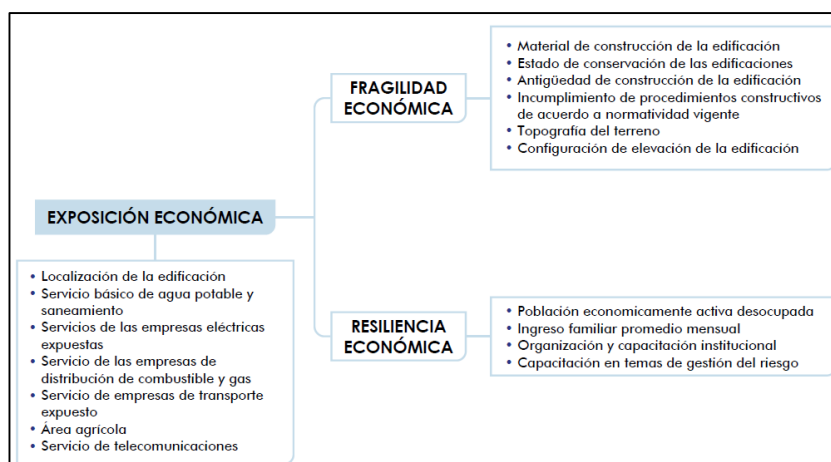 EXPOSICIÓN ECONÓMICA
• Localización de la edificación
• Servicio básico de agua potable y
saneamiento
• Servicios de las empresas eléctricas
expuestas
• Servicio de las empresas de
distribución de combustible y gas
• Servicio de empresas de transporte
expuesto
• Área agrícola
• Servicio de telecomunicaciones
FRAGILIDAD
ECONÓMICA
• Material de construcción de la edificación
• Estado de conservación de las edificaciones
• Antigüedad de construcción de la edificación
• Incumplimiento de procedimientos constructivos
de acuerdo a normatividad vigente
• Topografía del terreno
• Configuración de elevación de la edificación
RESILIENCIA
ECONÓMICA
• Población economicamente activa desocupada
• Ingreso familiar promedio mensual
• Organización y capacitación institucional
• Capacitación en temas de gestión del riesgo